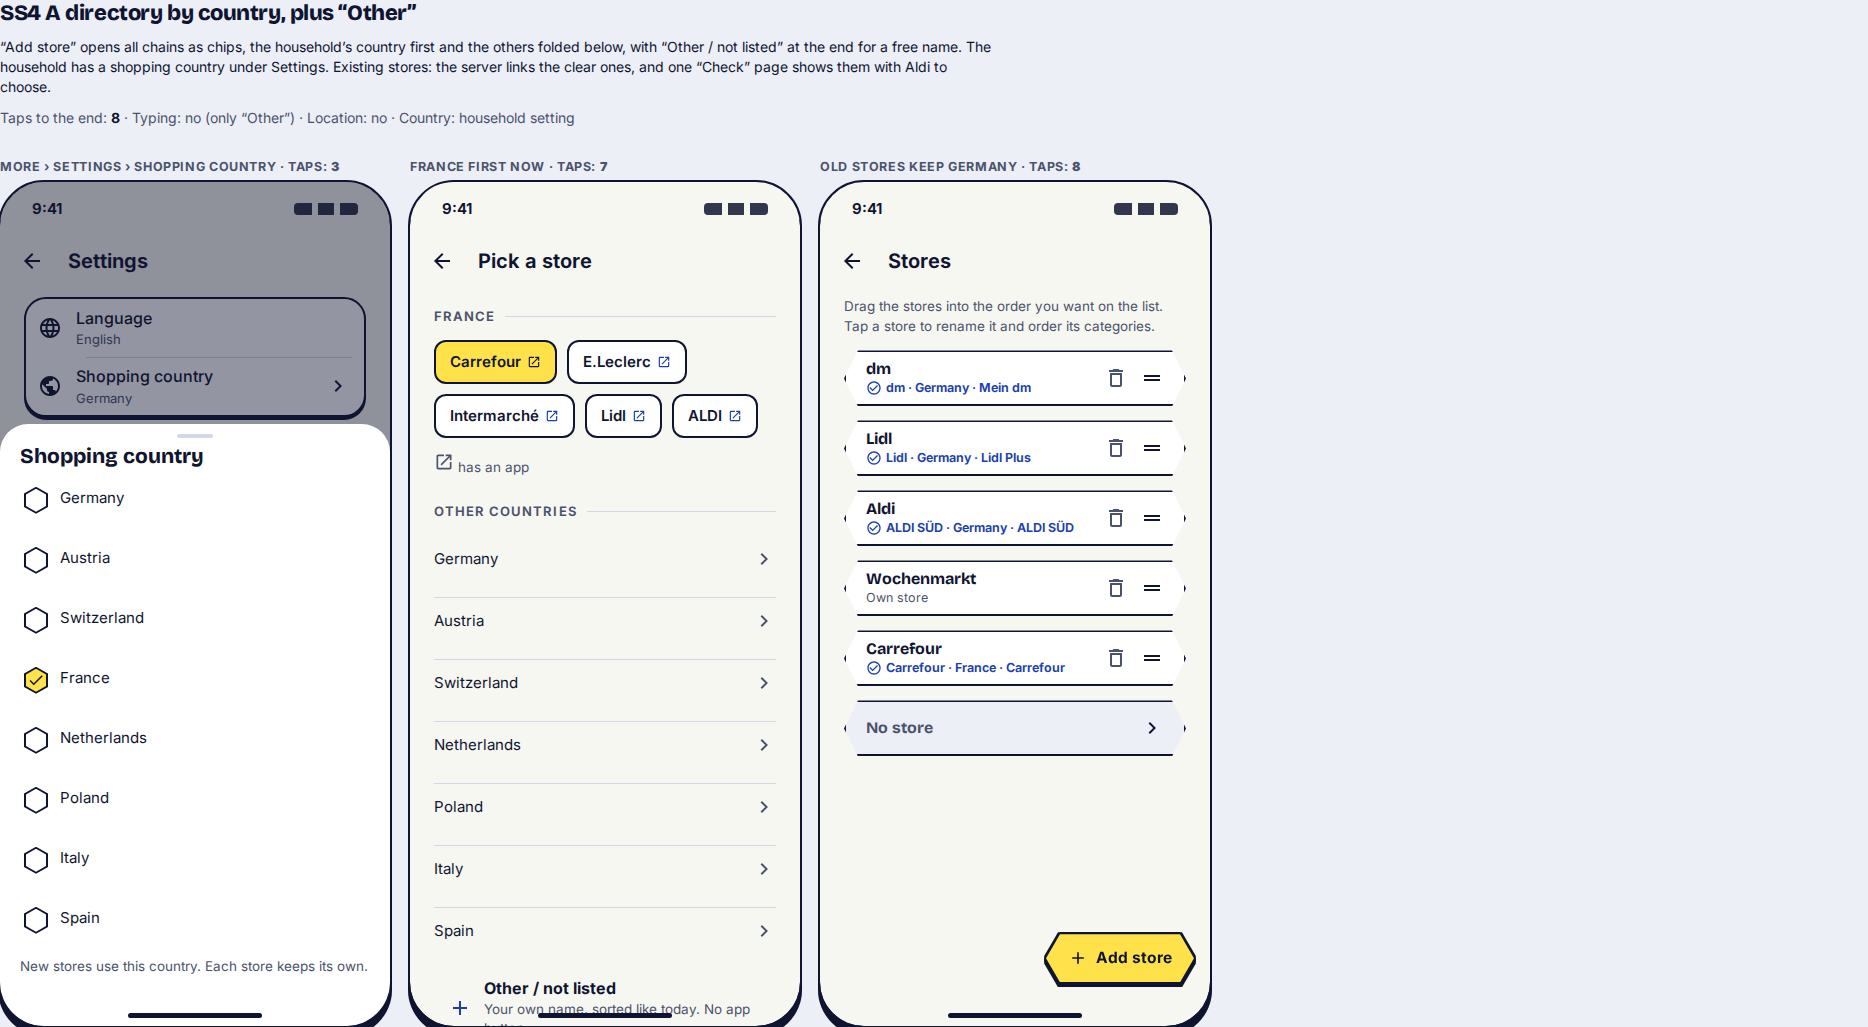 SS4 A directory by country, plus “Other”
“Add store” opens all chains as chips, the household’s country first and the others folded below, with “Other / not listed” at the end for a free name. The
household has a shopping country under Settings. Existing stores: the server links the clear ones, and one “Check” page shows them with Aldi to
choose.
Taps to the end: 8 · Typing: no (only “Other”) · Location: no · Country: household setting
MORE › SETTINGS › SHOPPING COUNTRY · TAPS: 3
9:41
Settings
Language
English
Shopping country
Germany
Shopping country
Germany
Austria
Switzerland
France
Netherlands
Poland
Italy
Spain
New stores use this country. Each store keeps its own.
FRANCE FIRST NOW · TAPS: 7
9:41
Pick a store
FRANCE
Carrefour
E.Leclerc
Intermarché
Lidl
ALDI
has an app
OTHER COUNTRIES
Germany
Austria
Switzerland
Netherlands
Poland
Italy
Spain
Other / not listed
Your own name, sorted like today. No app
OLD STORES KEEP GERMANY · TAPS: 8
9:41
Stores
Drag the stores into the order you want on the list.
Tap a store to rename it and order its categories.
dm
dm · Germany · Mein dm
Lidl
Lidl · Germany · Lidl Plus
Aldi
ALDI SÜD · Germany · ALDI SÜD
Wochenmarkt
Own store
Carrefour
Carrefour · France · Carrefour
No store
+ Add store